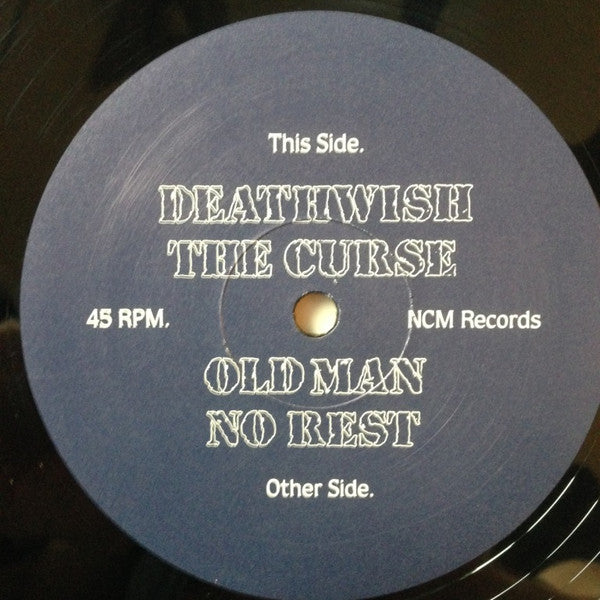 This Side.
DEATHWISH
THE CURSE
45 RPM.
NCM Records
OLD MAN
NO REST
Other Side.